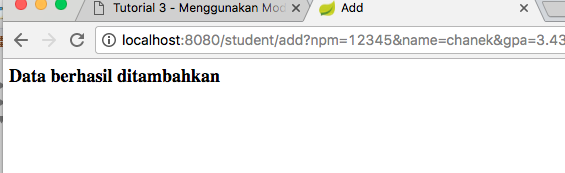 Tutorial 3 - Menggunakan Mod
Add
localhost:8080/student/add?npm=12345&name=chanek&gpa=3.43
Data berhasil ditambahkan